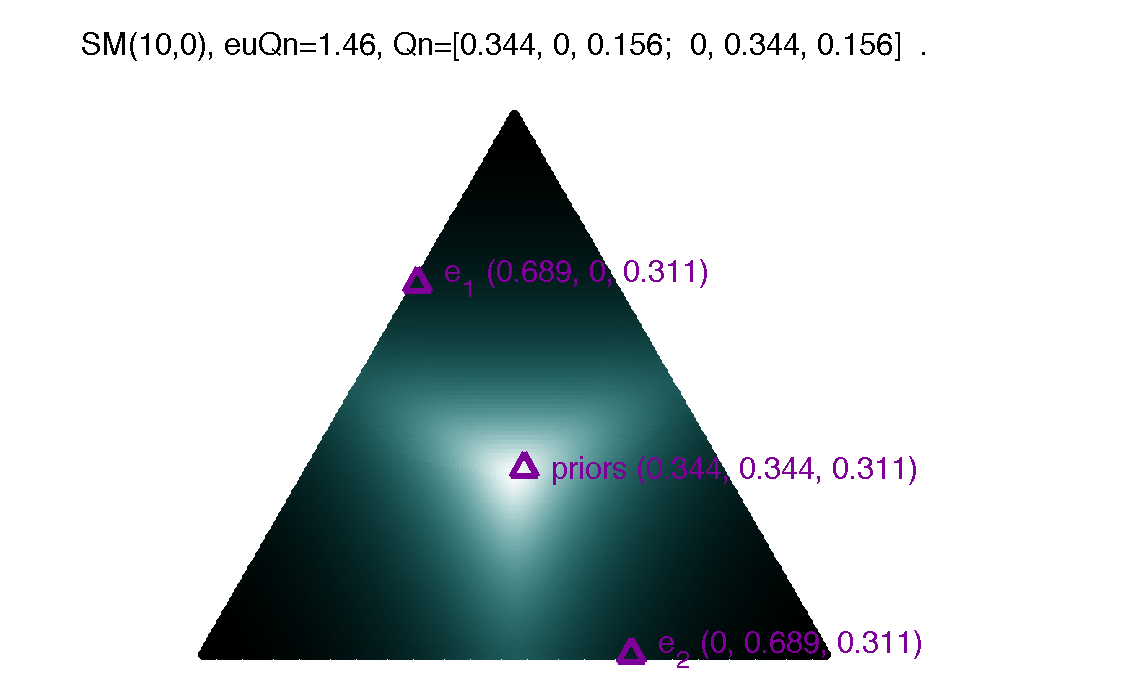 SM(10,0), euQn=1.46, Qn=[0.344, 0, 0.156;  0, 0.344, 0.156]  .
e1 (0.689, 0, 0.311)
priors (0.344, 0.344, 0.311)
e2 (0, 0.689, 0.311)